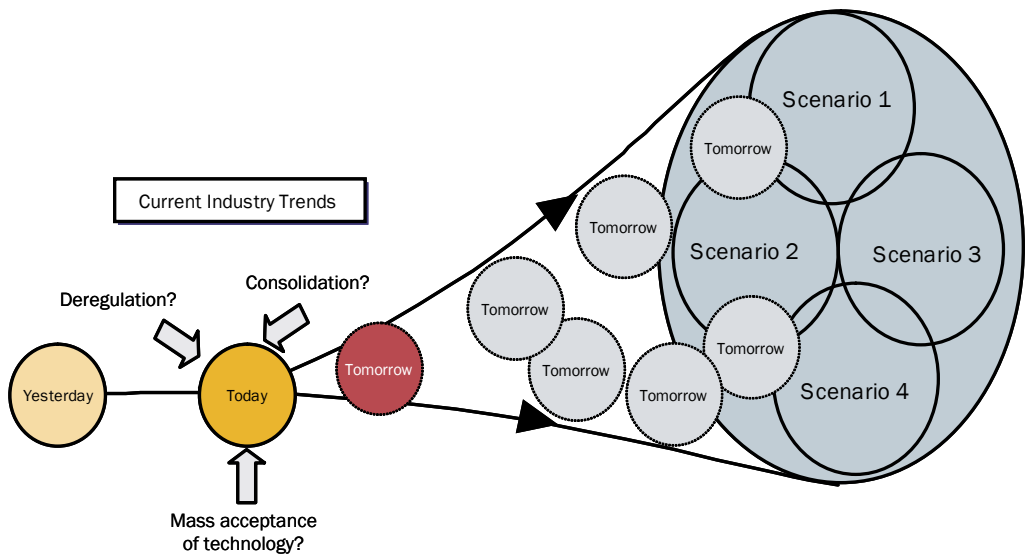 Scenario 1
Tomorrow
Current Industry Trends
Tomorrow
Scenario 2
Scenario 3
Consolidation?
Deregulation?
Tomorrow
Tomorrow
Tomorrow
Tomorrow
Yesterday
Today
Tomorrow
Scenario 4
Mass acceptance
of technology?